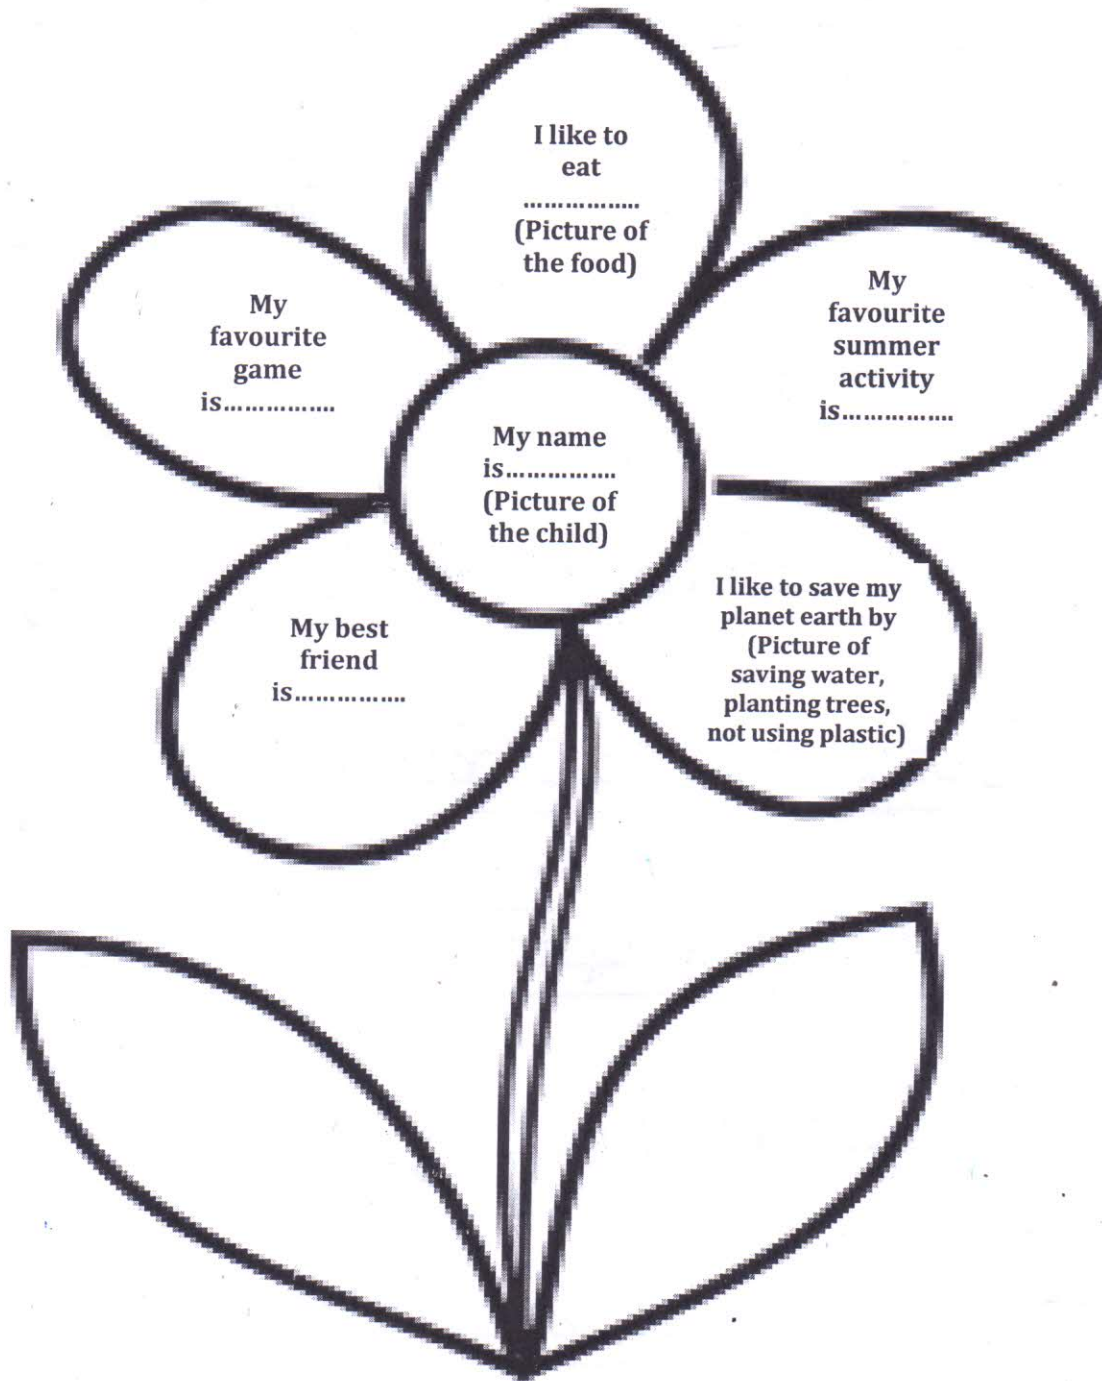 I like to
eat
................
(Picture of
the food)
My
favourite
game
is...............
My
favourite
summer
activity
is...............
My name
is...............
(Picture of
the child)
My best
friend
is...............
I like to save my
planet earth by
(Picture of
saving water,
planting trees,
not using plastic)